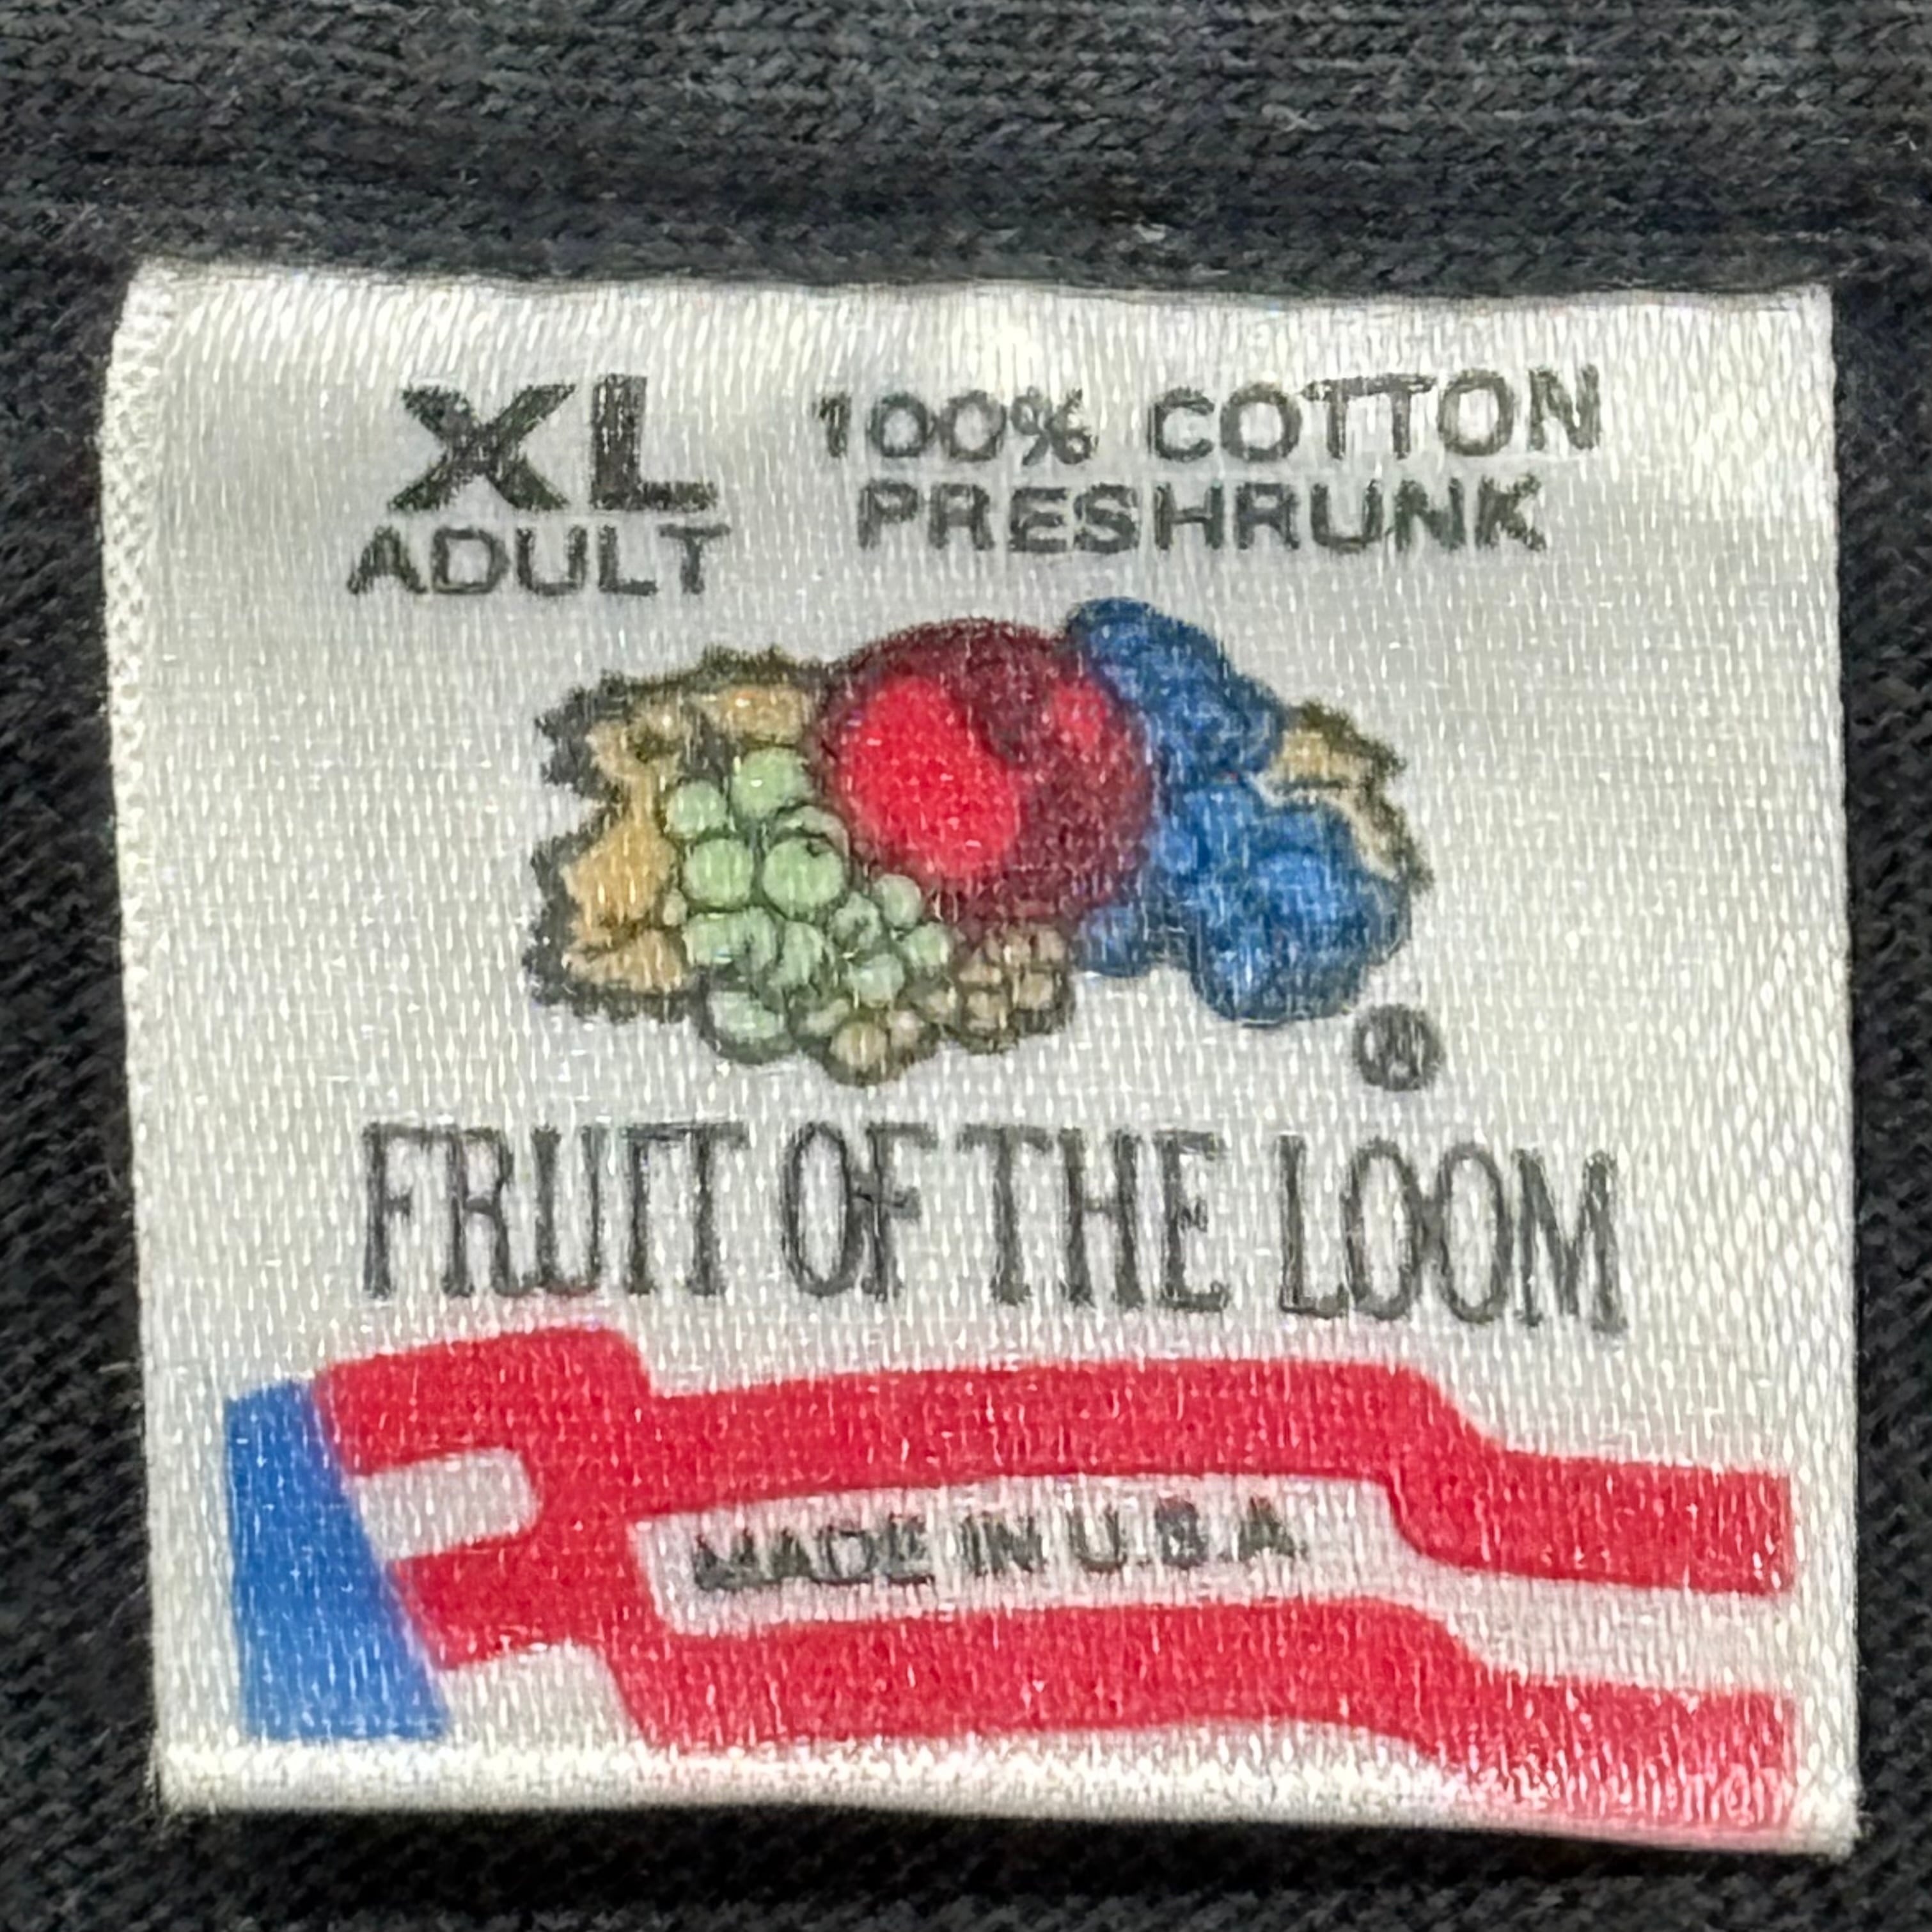 XL
ADULT
100% COTTON
PRESHRUNK
®
FRUIT OF THE LOOM
MADE IN U.S.A.